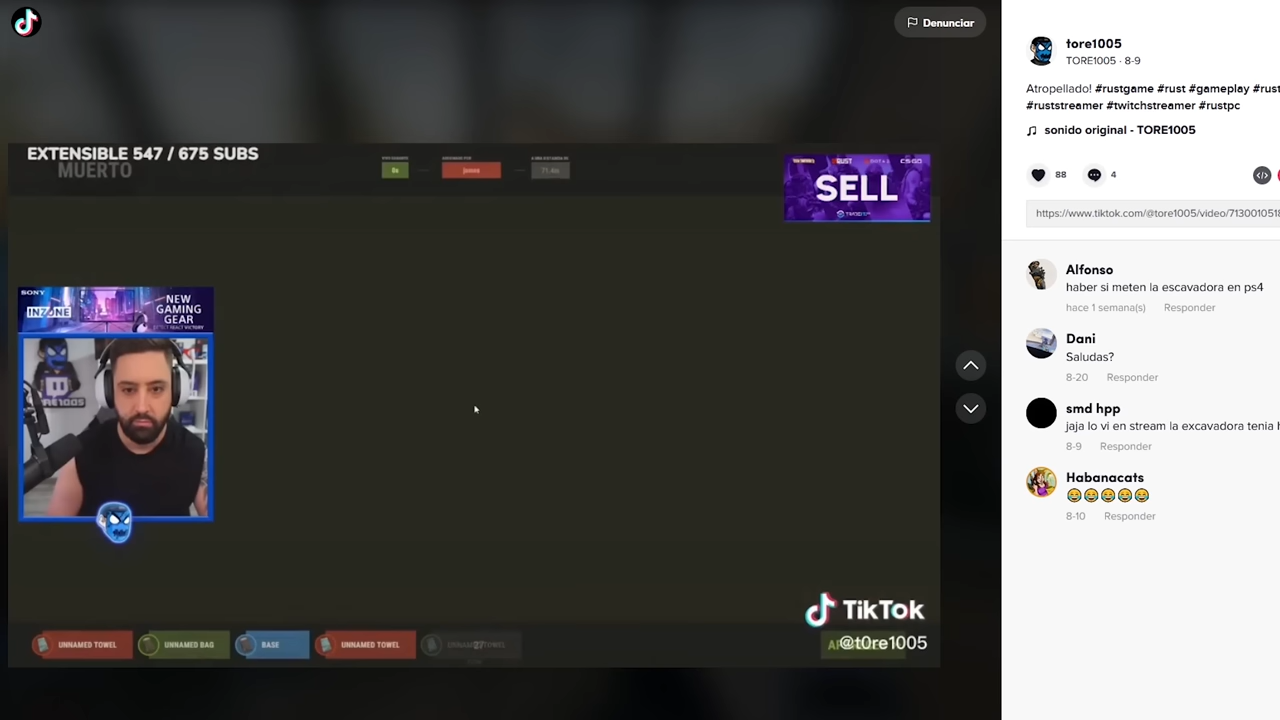 Denunciar
EXTENSIBLE 547 / 675 SUBS
MUERTO
SELL
SONY
INZONE
NEW
GAMING
GEAR
UNNAMED TOWEL
UNNAMED BAG
BASE
UNNAMED TOWEL
TikTok
@t0re1005
tore1005
TORE1005 · 8-9
Atropellado! #rustgame #rust #gameplay #rust
#ruststreamer #twitchstreamer #rustpc
sonido original - TORE1005
88
4
https://www.tiktok.com/@tore1005/video/7130010518
Alfonso
haber si meten la escavadora en ps4
hace 1 semana(s) Responder
Dani
Saludas?
8-20 Responder
smd hpp
jaja lo vi en stream la excavadora tenia h
8-9 Responder
Habanacats
😂😂😂😂😂
8-10 Responder